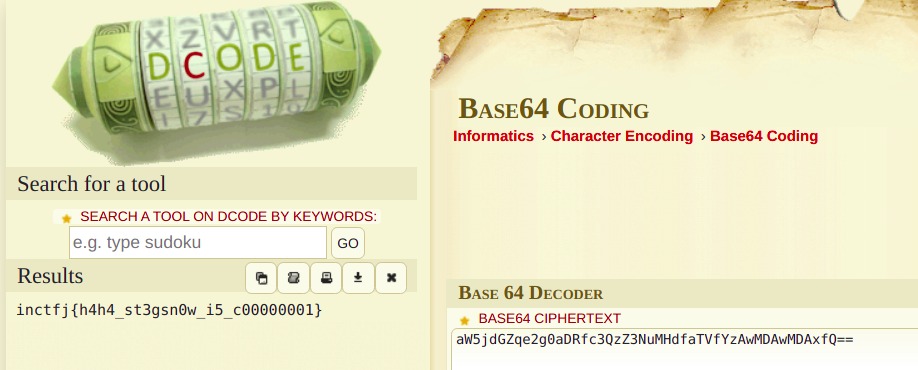 DCODE
Search for a tool
SEARCH A TOOL ON DCODE BY KEYWORDS:
e.g. type sudoku
GO
Results
inctfj{h4h4_st3gsn0w_i5_c00000001}
BASE64 CODING
Informatics › Character Encoding › Base64 Coding
BASE 64 DECODER
BASE64 CIPHERTEXT
aW5jdGZqe2g0aDRfc3QzZ3NuMHdfaTVfYzAwMDAwMDAxfQ==